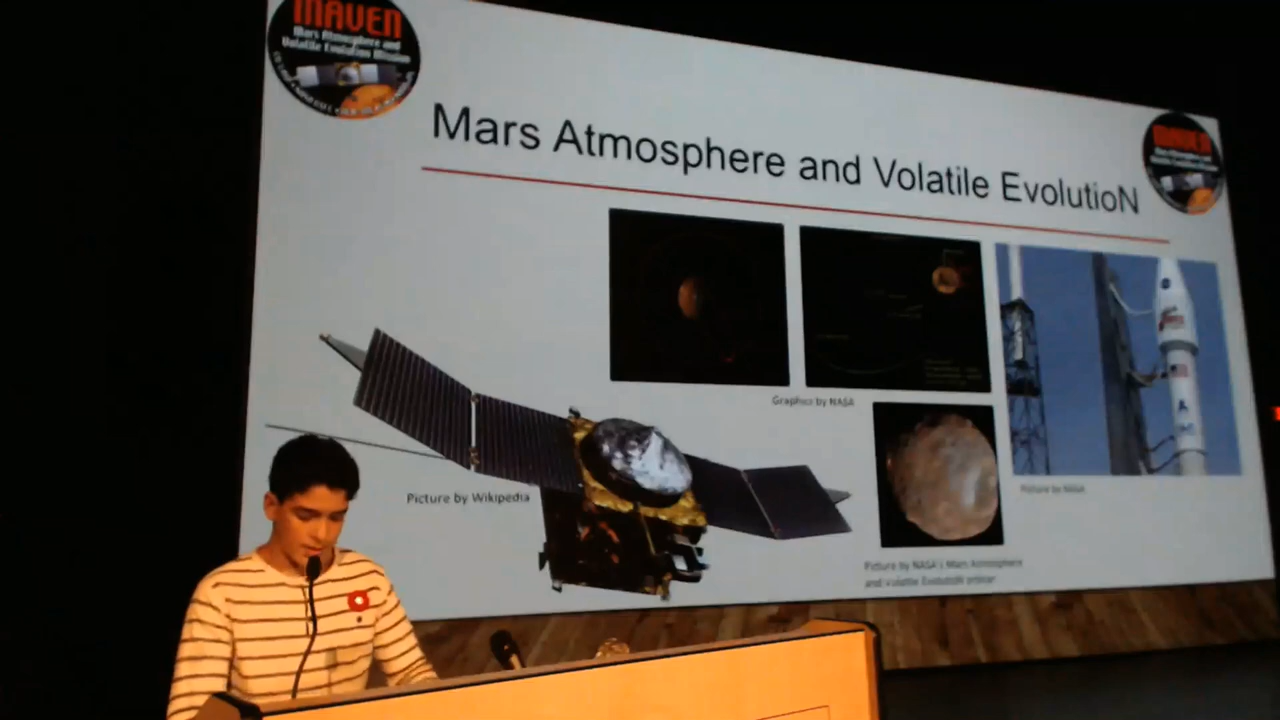 MAVEN
Mars Atmosphere and
Volatile Evolution Mission
Mars Atmosphere and Volatile EvolutioN
MAVEN
Graphics by NASA
Picture by Wikipedia
Picture by NASA
Picture by NASA's Mars Atmosphere
and Volatile EvolutioN orbiter